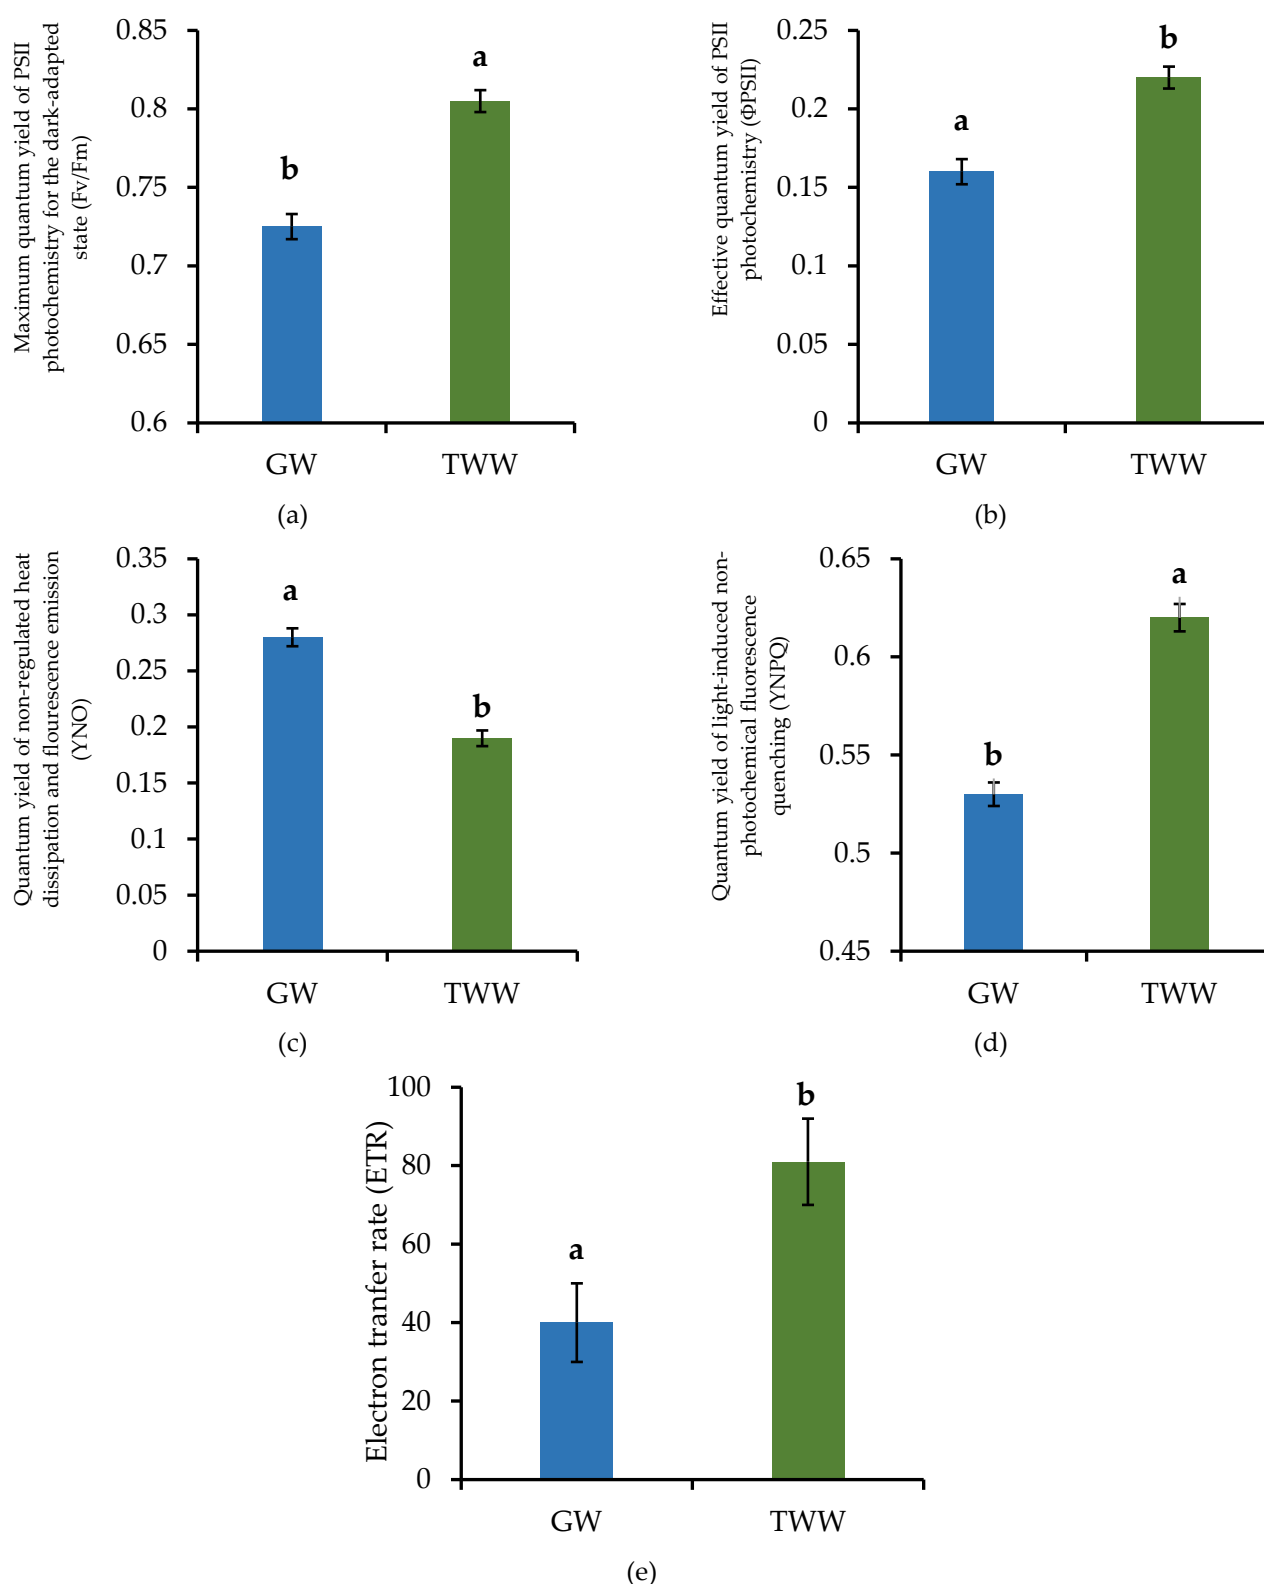 Maximum quantum yield of PSII
photochemistry for the dark-adapted
state (Fv/Fm)
0.85
0.8
0.75
0.7
0.65
0.6
b
a
GW TWW
(a)
Effective quantum yield of PSII
photochemistry (ΦPSII)
0.25
0.2
0.15
0.1
0.05
0
a
b
GW TWW
(b)
Quantum yield of non-regulated heat
dissipation and flourescence emission
(YNO)
0.35
0.3
0.25
0.2
0.15
0.1
0.05
0
a
b
GW TWW
(c)
Quantum yield of light-induced non-
photochemical fluorescence
quenching (YNPQ)
0.65
0.6
0.55
0.5
0.45
b
a
GW TWW
(d)
Electron tranfer rate (ETR)
100
80
60
40
20
0
a
b
GW TWW
(e)